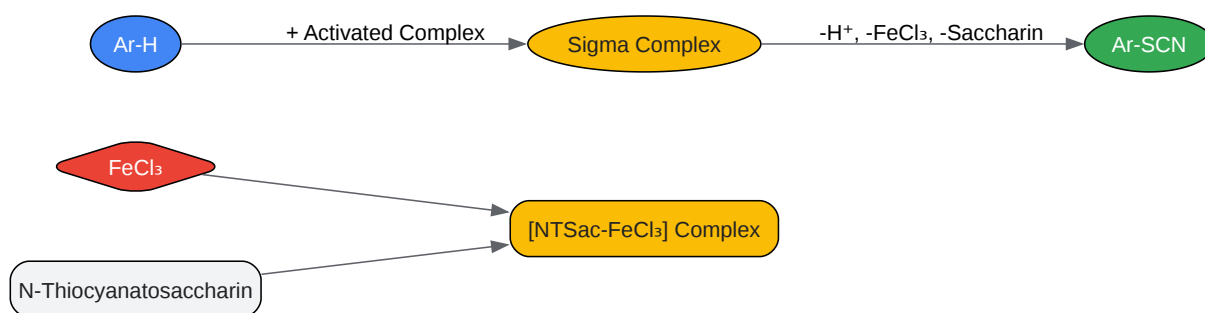 Ar-H
+ Activated Complex
Sigma Complex
-H⁺, -FeCl₃, -Saccharin
Ar-SCN
FeCl₃
[NTSac-FeCl₃] Complex
N-Thiocyanatosaccharin